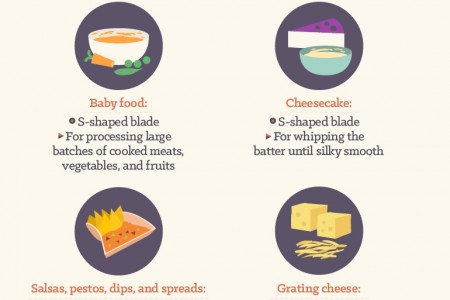 Baby food:
S-shaped blade
For processing large
batches of cooked meats,
vegetables, and fruits
Cheesecake:
S-shaped blade
For whipping the
batter until silky smooth
Salsas, pestos, dips, and spreads:
Grating cheese: